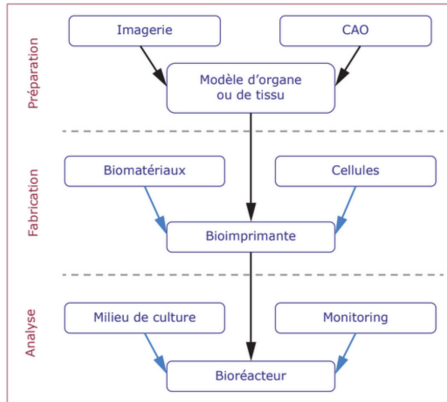 Préparation
Imagerie
CAO
Modèle d'organe
ou de tissu
Fabrication
Biomatériaux
Cellules
Bioimprimante
Analyse
Milieu de culture
Monitoring
Bioréacteur